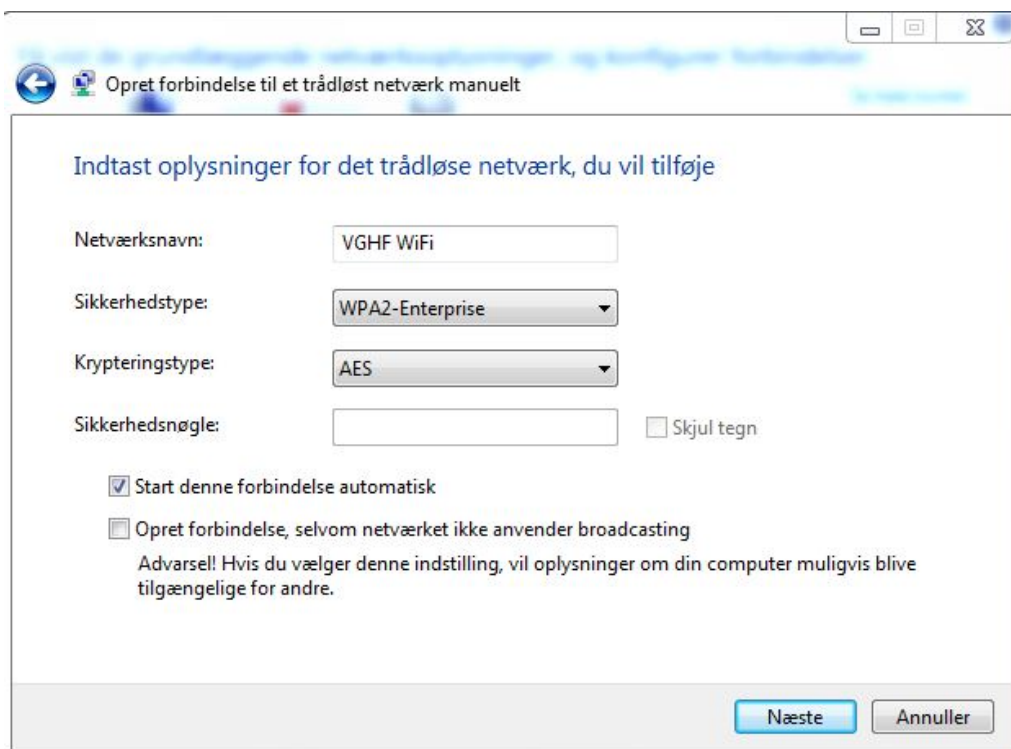 Opret forbindelse til et trådløst netværk manuelt
Indtast oplysninger for det trådløse netværk, du vil tilføje
Netværksnavn: VGHF WiFi
Sikkerhedstype: WPA2-Enterprise
Krypteringstype: AES
Sikkerhedsnøgle: Skjul tegn
Start denne forbindelse automatisk
Opret forbindelse, selvom netværket ikke anvender broadcasting
Advarsel! Hvis du vælger denne indstilling, vil oplysninger om din computer muligvis blive
tilgængelige for andre.
Næste Annuller